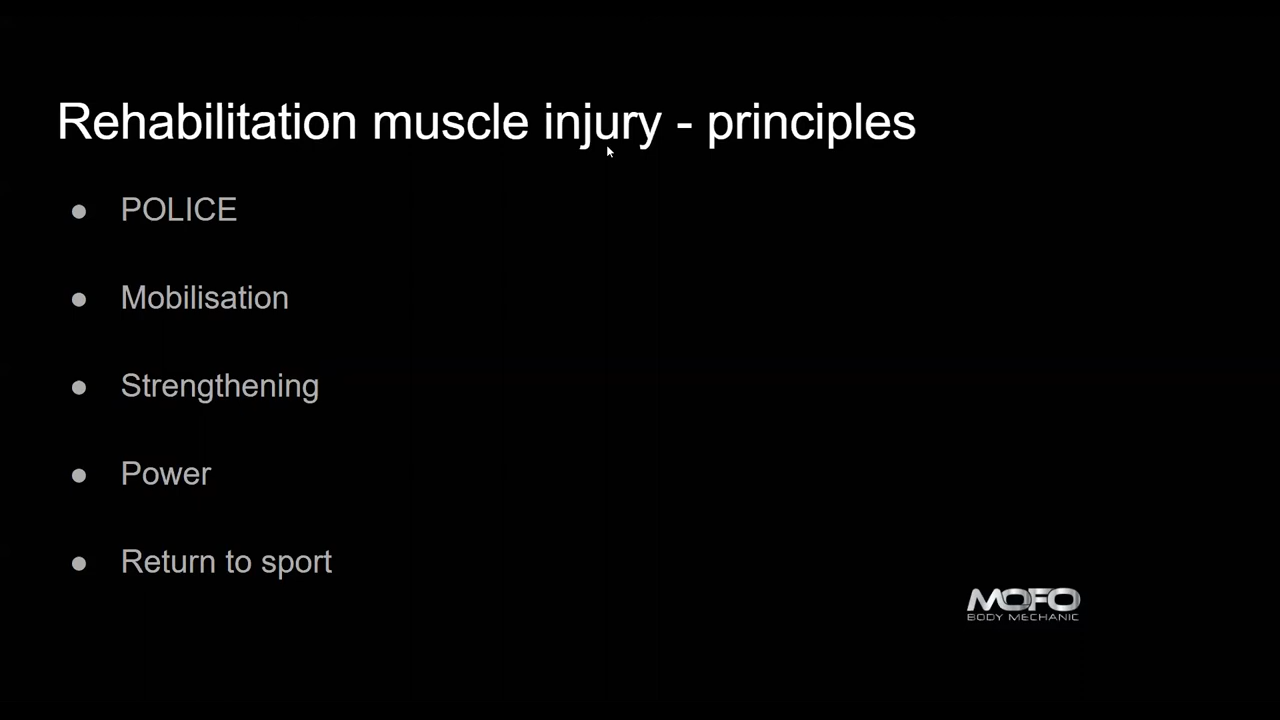 Rehabilitation muscle injury - principles
● POLICE
● Mobilisation
● Strengthening
● Power
● Return to sport
MOFO
BODY MECHANIC